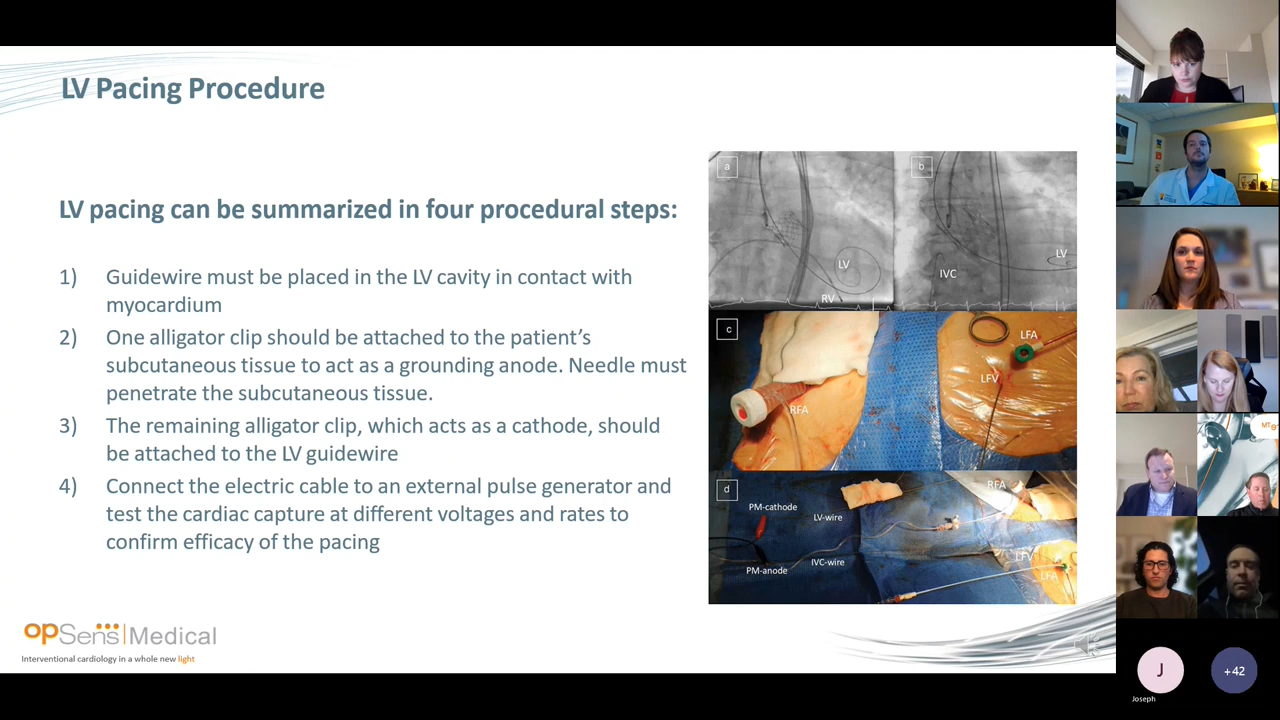 LV Pacing Procedure
LV pacing can be summarized in four procedural steps:
1) Guidewire must be placed in the LV cavity in contact with
myocardium
2) One alligator clip should be attached to the patient’s
subcutaneous tissue to act as a grounding anode. Needle must
penetrate the subcutaneous tissue.
3) The remaining alligator clip, which acts as a cathode, should
be attached to the LV guidewire
4) Connect the electric cable to an external pulse generator and
test the cardiac capture at different voltages and rates to
confirm efficacy of the pacing
a
b
LV
LV
IVC
RV
c
LFA
LFV
RFA
d
RFA
PM-cathode
LV-wire
PM-anode
IVC-wire
LFV
LFA
opSens Medical
Interventional cardiology in a whole new light
J
Joseph
+42